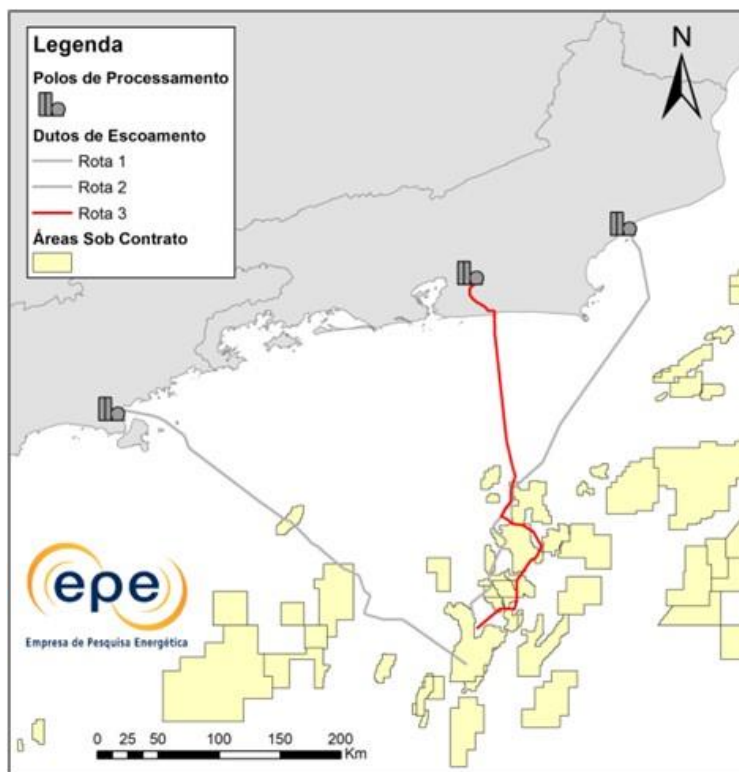 Legenda
Polos de Processamento
Dutos de Escoamento
Rota 1
Rota 2
Rota 3
Áreas Sob Contrato
N
epe
Empresa de Pesquisa Energética
0 25 50 100 150 200
Km